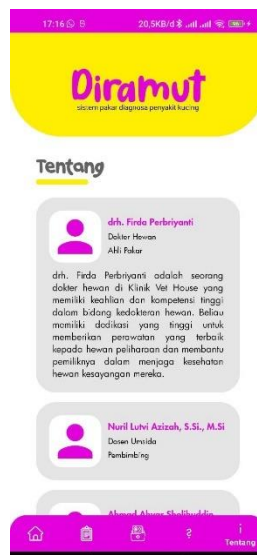 17:16
20,5KB/d
Diramut
sistem pakar diagnosa penyakit kucing
Tentang
drh. Firda Perbriyanti
Dokter Hewan
Ahli Pakar
drh. Firda Perbriyanti adalah seorang
dokter hewan di Klinik Vet House yang
memiliki keahlian dan kompetensi tinggi
dalam bidang kedokteran hewan. Beliau
memiliki dedikasi yang tinggi untuk
memberikan perawatan yang terbaik
kepada hewan peliharaan dan membantu
pemiliknya dalam menjaga kesehatan
hewan kesayangan mereka.
Nuril Lutvi Azizah, S.Si., M.Si
Dosen Umsida
Pembimbing
Tentang